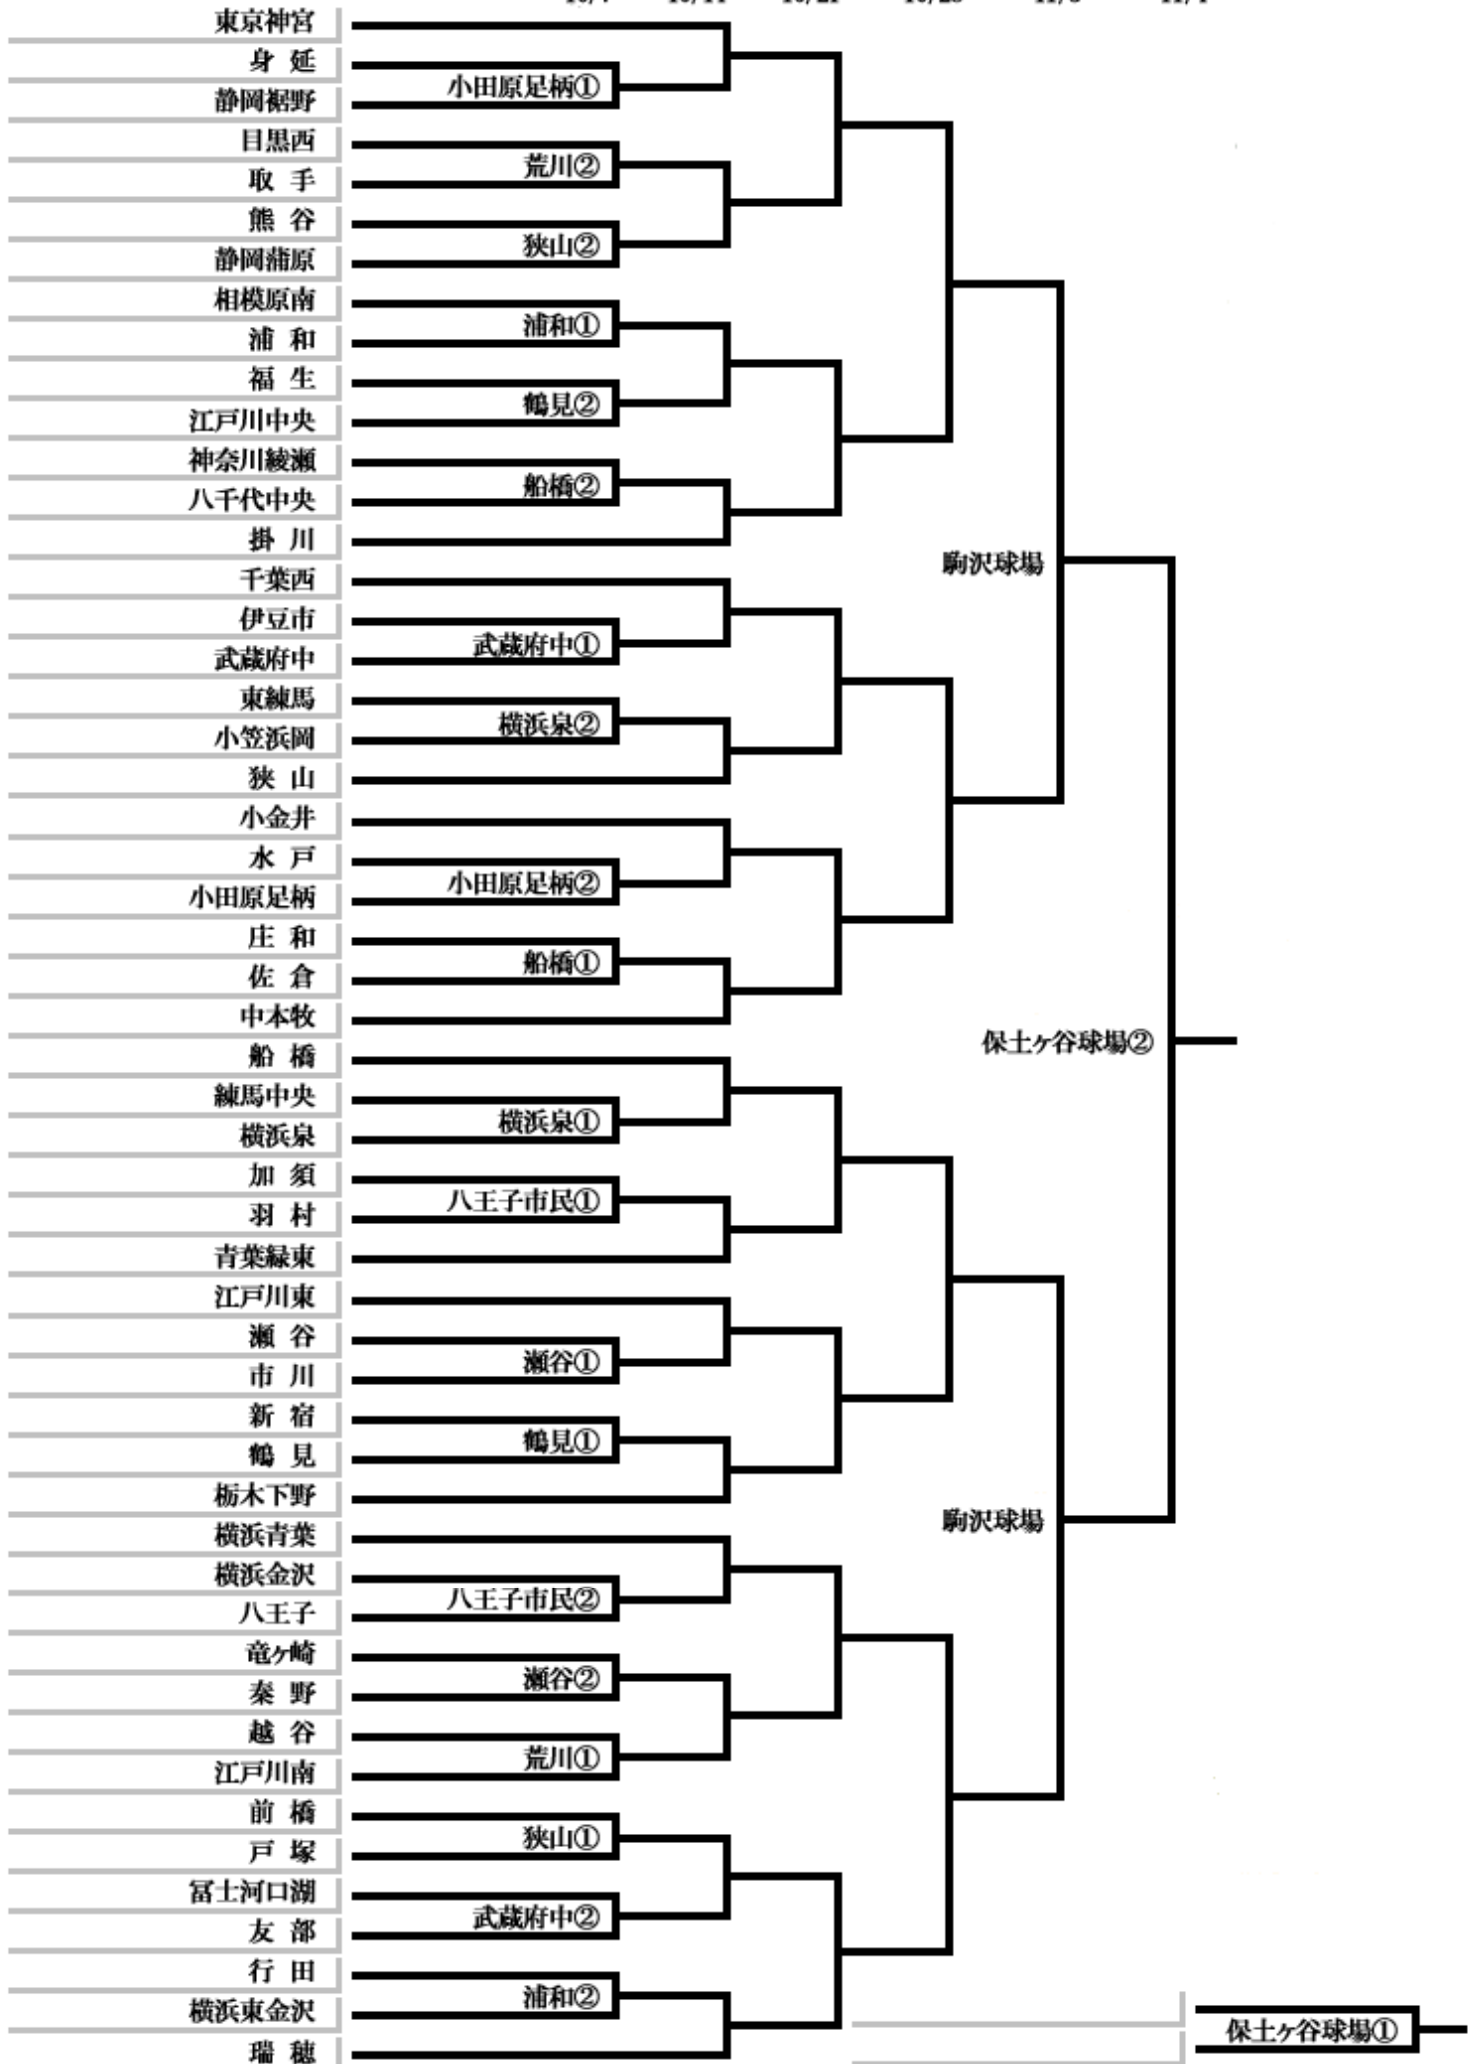 東京神宮
身 延
小田原足柄①
静岡裾野
目黒西
荒川②
取 手
熊 谷
狭山②
静岡蒲原
相模原南
浦和①
浦 和
福 生
鶴見②
江戸川中央
神奈川綾瀬
船橋②
八千代中央
掛 川
駒沢球場
千葉西
伊豆市
武蔵府中①
武蔵府中
東練馬
横浜泉②
小笠浜岡
狭 山
小金井
水 戸
小田原足柄②
小田原足柄
庄 和
船橋①
佐 倉
中本牧
保土ヶ谷球場②
船 橋
練馬中央
横浜泉①
横浜泉
加 須
八王子市民①
羽 村
青葉緑東
江戸川東
瀬 谷
瀬谷①
市 川
新 宿
鶴見①
鶴 見
栃木下野
駒沢球場
横浜青葉
横浜金沢
八王子市民②
八王子
竜ヶ崎
瀬谷②
秦 野
越 谷
荒川①
江戸川南
前 橋
狭山①
戸 塚
冨士河口湖
武蔵府中②
友 部
行 田
浦和②
横浜東金沢
保土ヶ谷球場①
瑞 穂